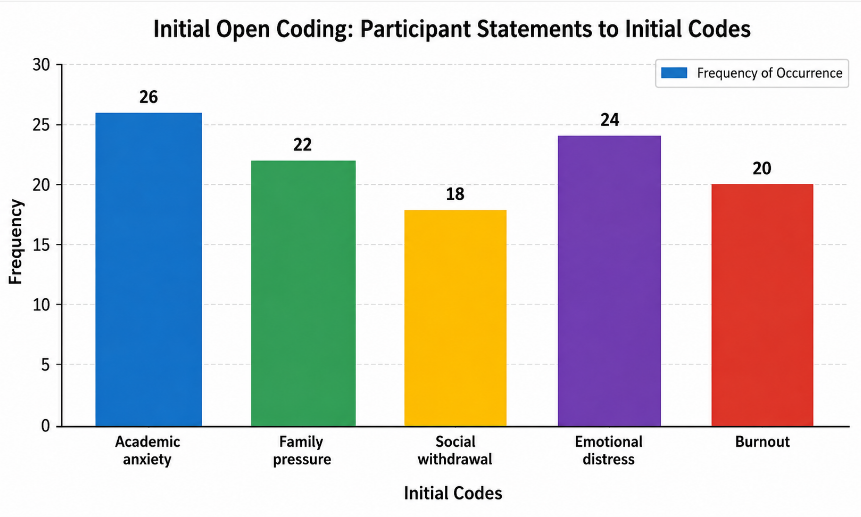 Initial Open Coding: Participant Statements to Initial Codes
Frequency of Occurrence
Frequency
30
25
20
15
10
5
0
26
22
18
24
20
Academic
anxiety
Family
pressure
Social
withdrawal
Emotional
distress
Burnout
Initial Codes